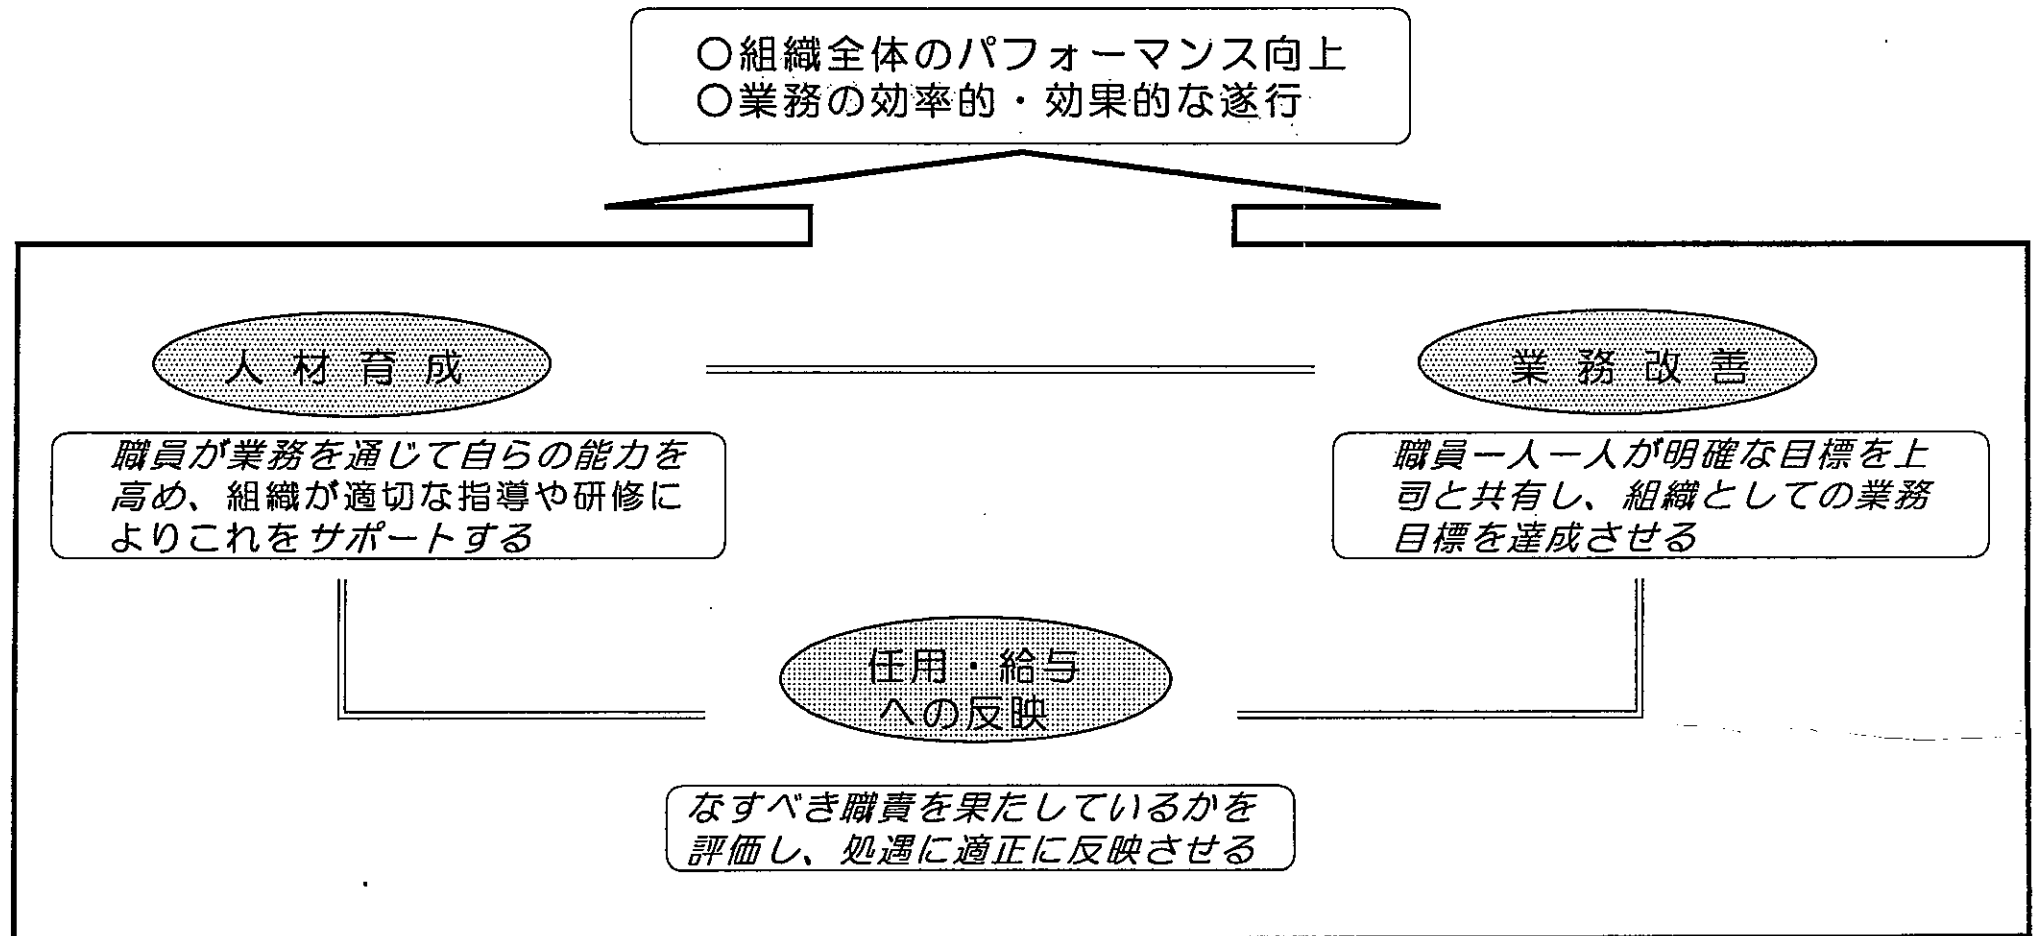 ○組織全体のパフォーマンス向上
○業務の効率的・効果的な遂行
人材育成
業務改善
職員が業務を通じて自らの能力を
高め、組織が適切な指導や研修に
よりこれをサポートする
職員一人一人が明確な目標を上
司と共有し、組織としての業務
目標を達成させる
任用・給与
への反映
なすべき職責を果たしているかを
評価し、処遇に適正に反映させる